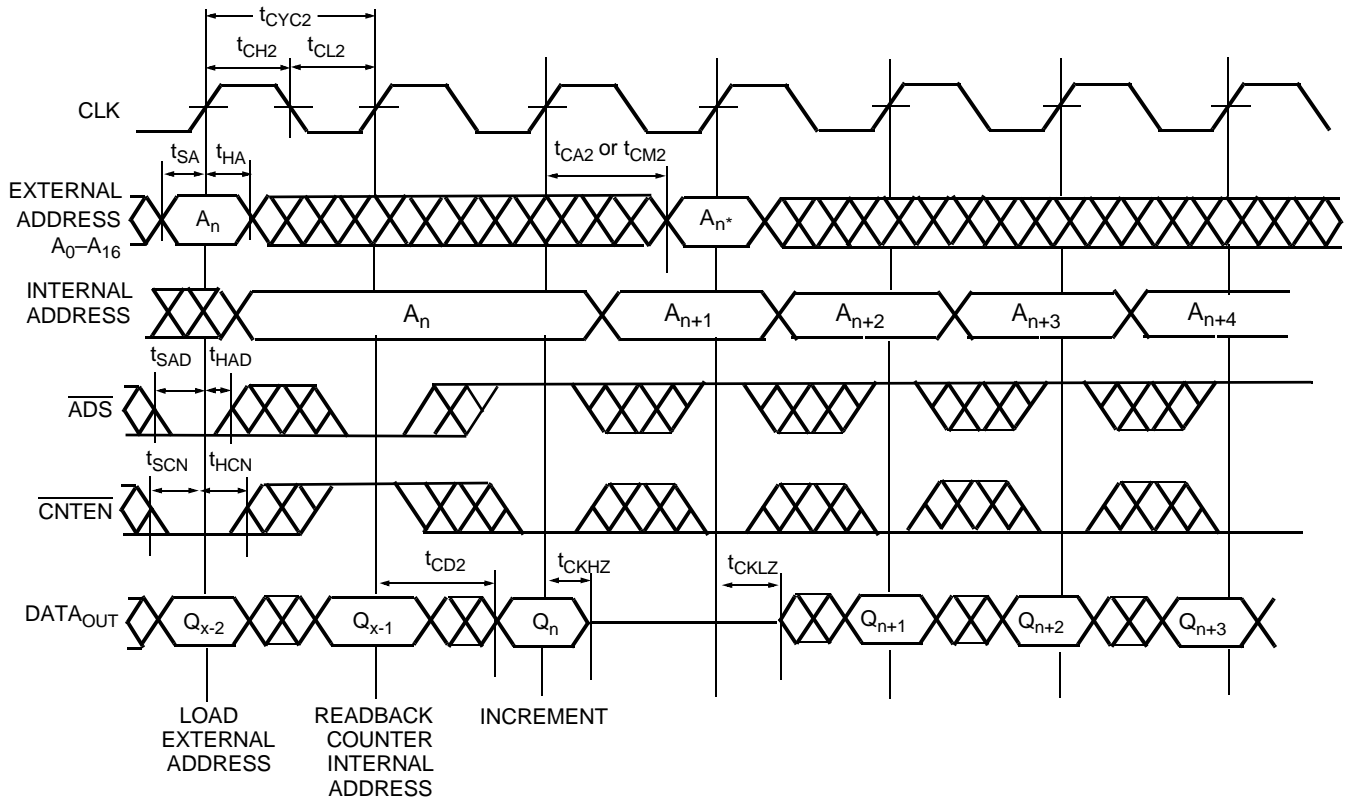 tCYC2
tCH2 tCL2
CLK
tSA tHA
tCA2 or tCM2
EXTERNAL
ADDRESS
A0–A16
An
An*
INTERNAL
ADDRESS
An
An+1
An+2
An+3
An+4
tSAD tHAD
ADS
tSCN tHCN
CNTEN
tCD2
tCKHZ
tCKLZ
DATAOUT
Qx-2
Qx-1
Qn
Qn+1
Qn+2
Qn+3
LOAD
EXTERNAL
ADDRESS
READBACK
COUNTER
INTERNAL
ADDRESS
INCREMENT